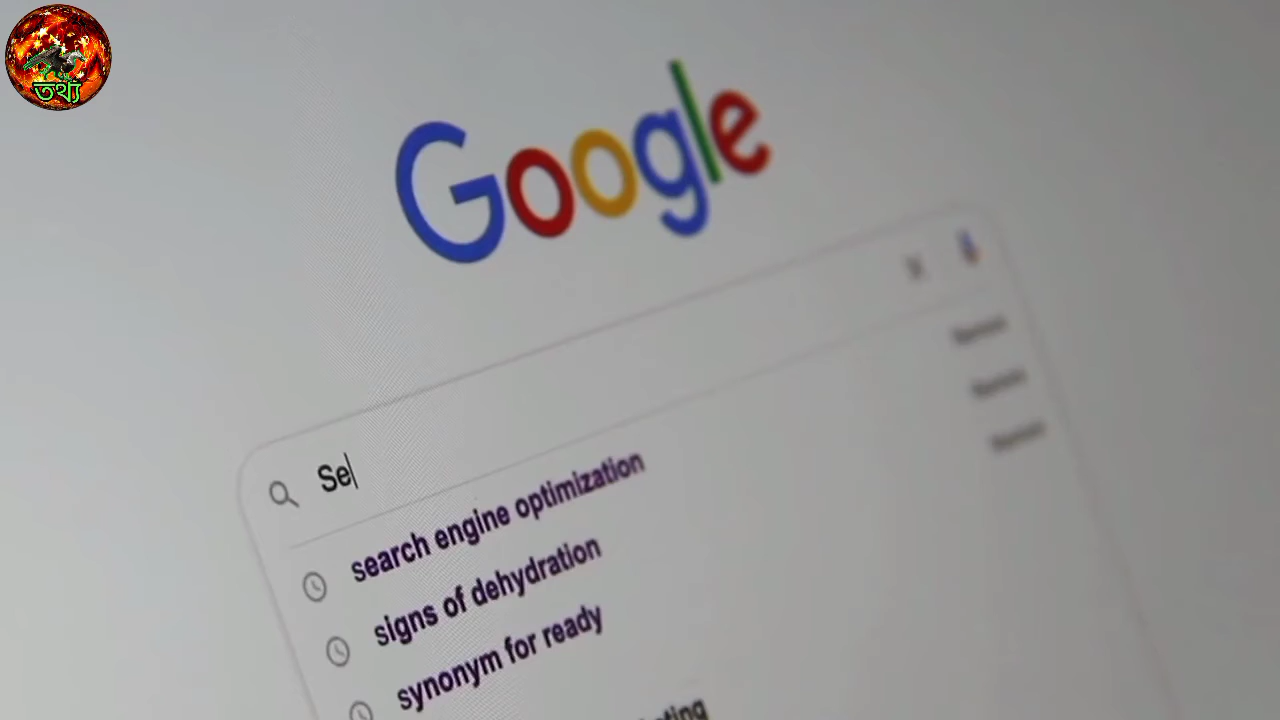 তথ্য
Google
Se
search engine optimization
signs of dehydration
synonym for ready